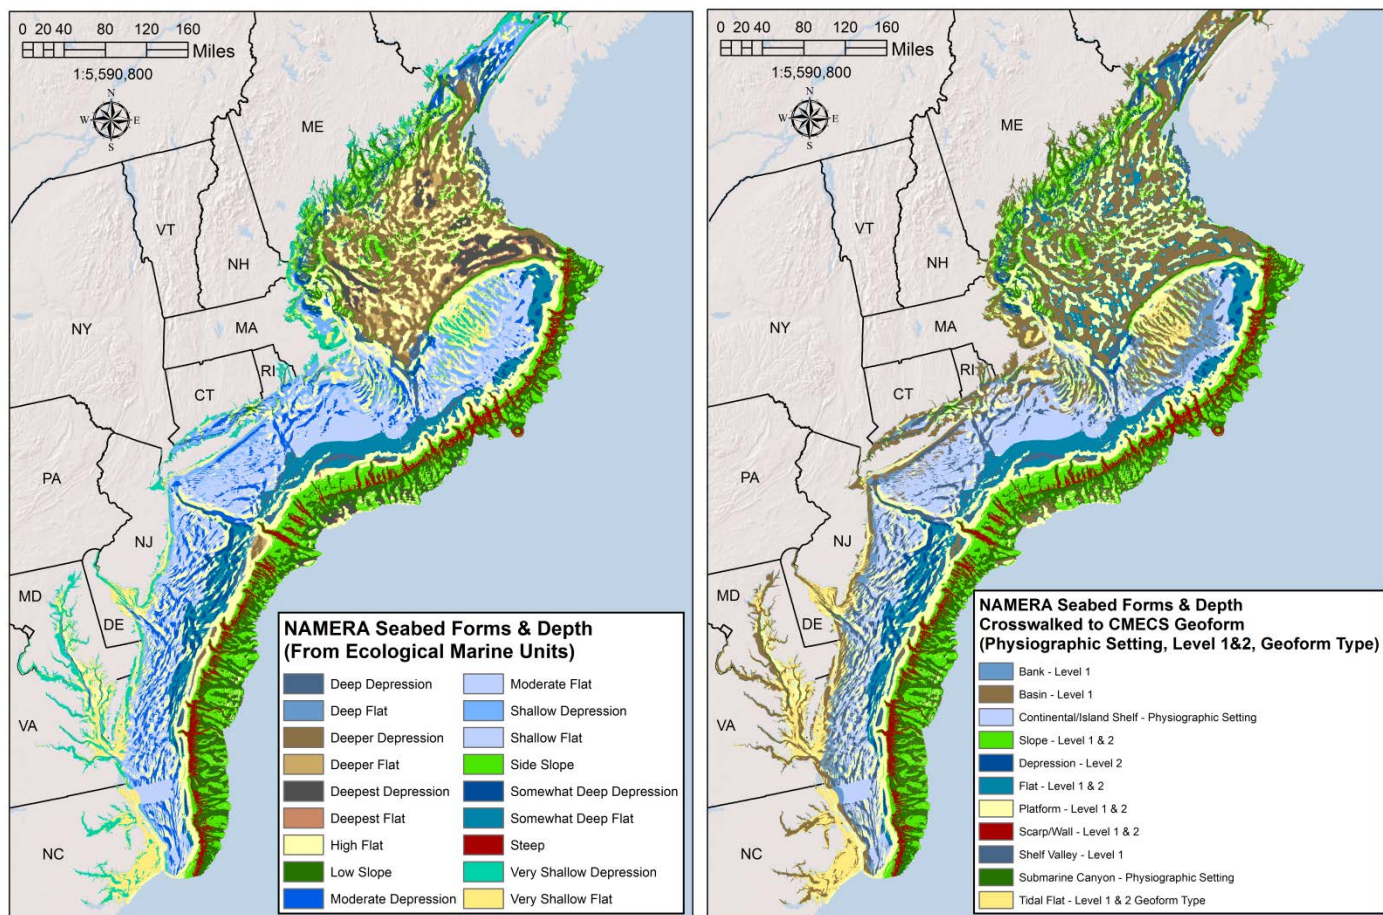 0 20 40 80 120 160
Miles
1:5,590,800
N
W E
S
ME
VT
NH
NY
MA
CT
RI
PA
NJ
MD
DE
VA
NC
NAMERA Seabed Forms & Depth
(From Ecological Marine Units)
Deep Depression
Deep Flat
Deeper Depression
Deeper Flat
Deepest Depression
Deepest Flat
High Flat
Low Slope
Moderate Depression
Moderate Flat
Shallow Depression
Shallow Flat
Side Slope
Somewhat Deep Depression
Somewhat Deep Flat
Steep
Very Shallow Depression
Very Shallow Flat
0 20 40 80 120 160
Miles
1:5,590,800
N
W E
S
ME
VT
NH
NY
MA
CT
RI
PA
NJ
MD
DE
VA
NC
NAMERA Seabed Forms & Depth
Crosswalked to CMECS Geoform
(Physiographic Setting, Level 1&2, Geoform Type)
Bank - Level 1
Basin - Level 1
Continental/Island Shelf - Physiographic Setting
Slope - Level 1 & 2
Depression - Level 2
Flat - Level 1 & 2
Platform - Level 1 & 2
Scarp/Wall - Level 1 & 2
Shelf Valley - Level 1
Submarine Canyon - Physiographic Setting
Tidal Flat - Level 1 & 2 Geoform Type